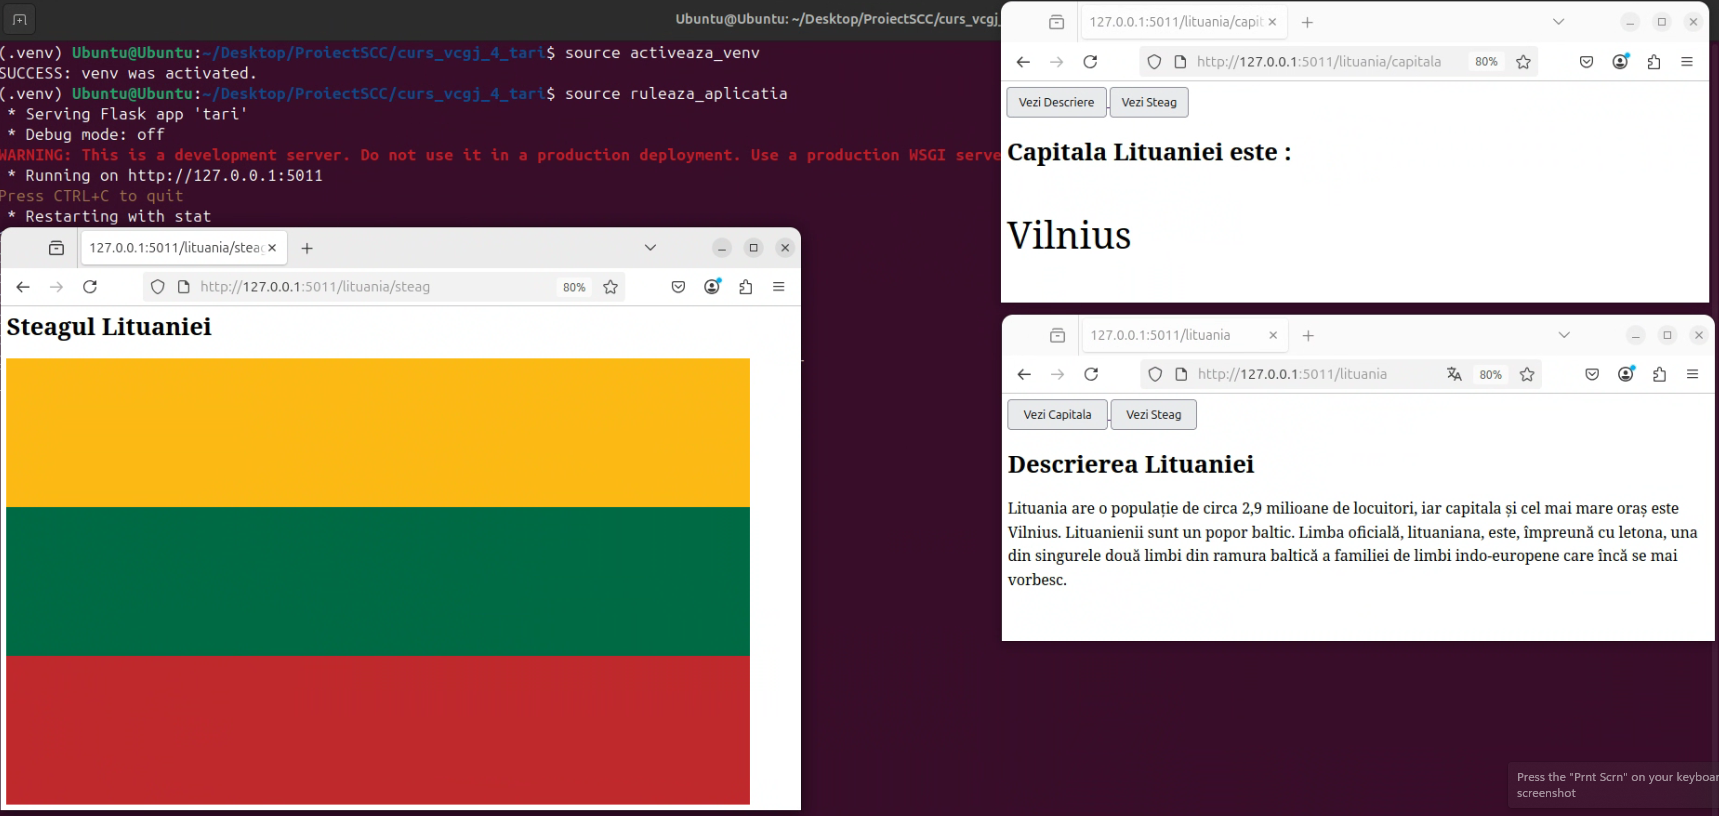 Ubuntu@Ubuntu: ~/Desktop/ProiectSCC/curs_vcgj_
(.venv) Ubuntu@Ubuntu:~/Desktop/ProiectSCC/curs_vcgj_4_tari$ source activeaza_venv
SUCCESS: venv was activated.
(.venv) Ubuntu@Ubuntu:~/Desktop/ProiectSCC/curs_vcgj_4_tari$ source ruleaza_aplicatia
* Serving Flask app 'tari'
* Debug mode: off
WARNING: This is a development server. Do not use it in a production deployment. Use a production WSGI serve
* Running on http://127.0.0.1:5011
Press CTRL+C to quit
* Restarting with stat
127.0.0.1:5011/lituania/steag
http://127.0.0.1:5011/lituania/steag
80%
Steagul Lituaniei
127.0.0.1:5011/lituania/capit
http://127.0.0.1:5011/lituania/capitala
80%
Vezi Descriere Vezi Steag
Capitala Lituaniei este :
Vilnius
127.0.0.1:5011/lituania
http://127.0.0.1:5011/lituania
80%
Vezi Capitala Vezi Steag
Descrierea Lituaniei
Lituania are o populație de circa 2,9 milioane de locuitori, iar capitala și cel mai mare oraș este
Vilnius. Lituanienii sunt un popor baltic. Limba oficială, lituaniana, este, împreună cu letona, una
din singurele două limbi din ramura baltică a familiei de limbi indo-europene care încă se mai
vorbesc.
Press the "Prnt Scrn" on your keyboar
screenshot